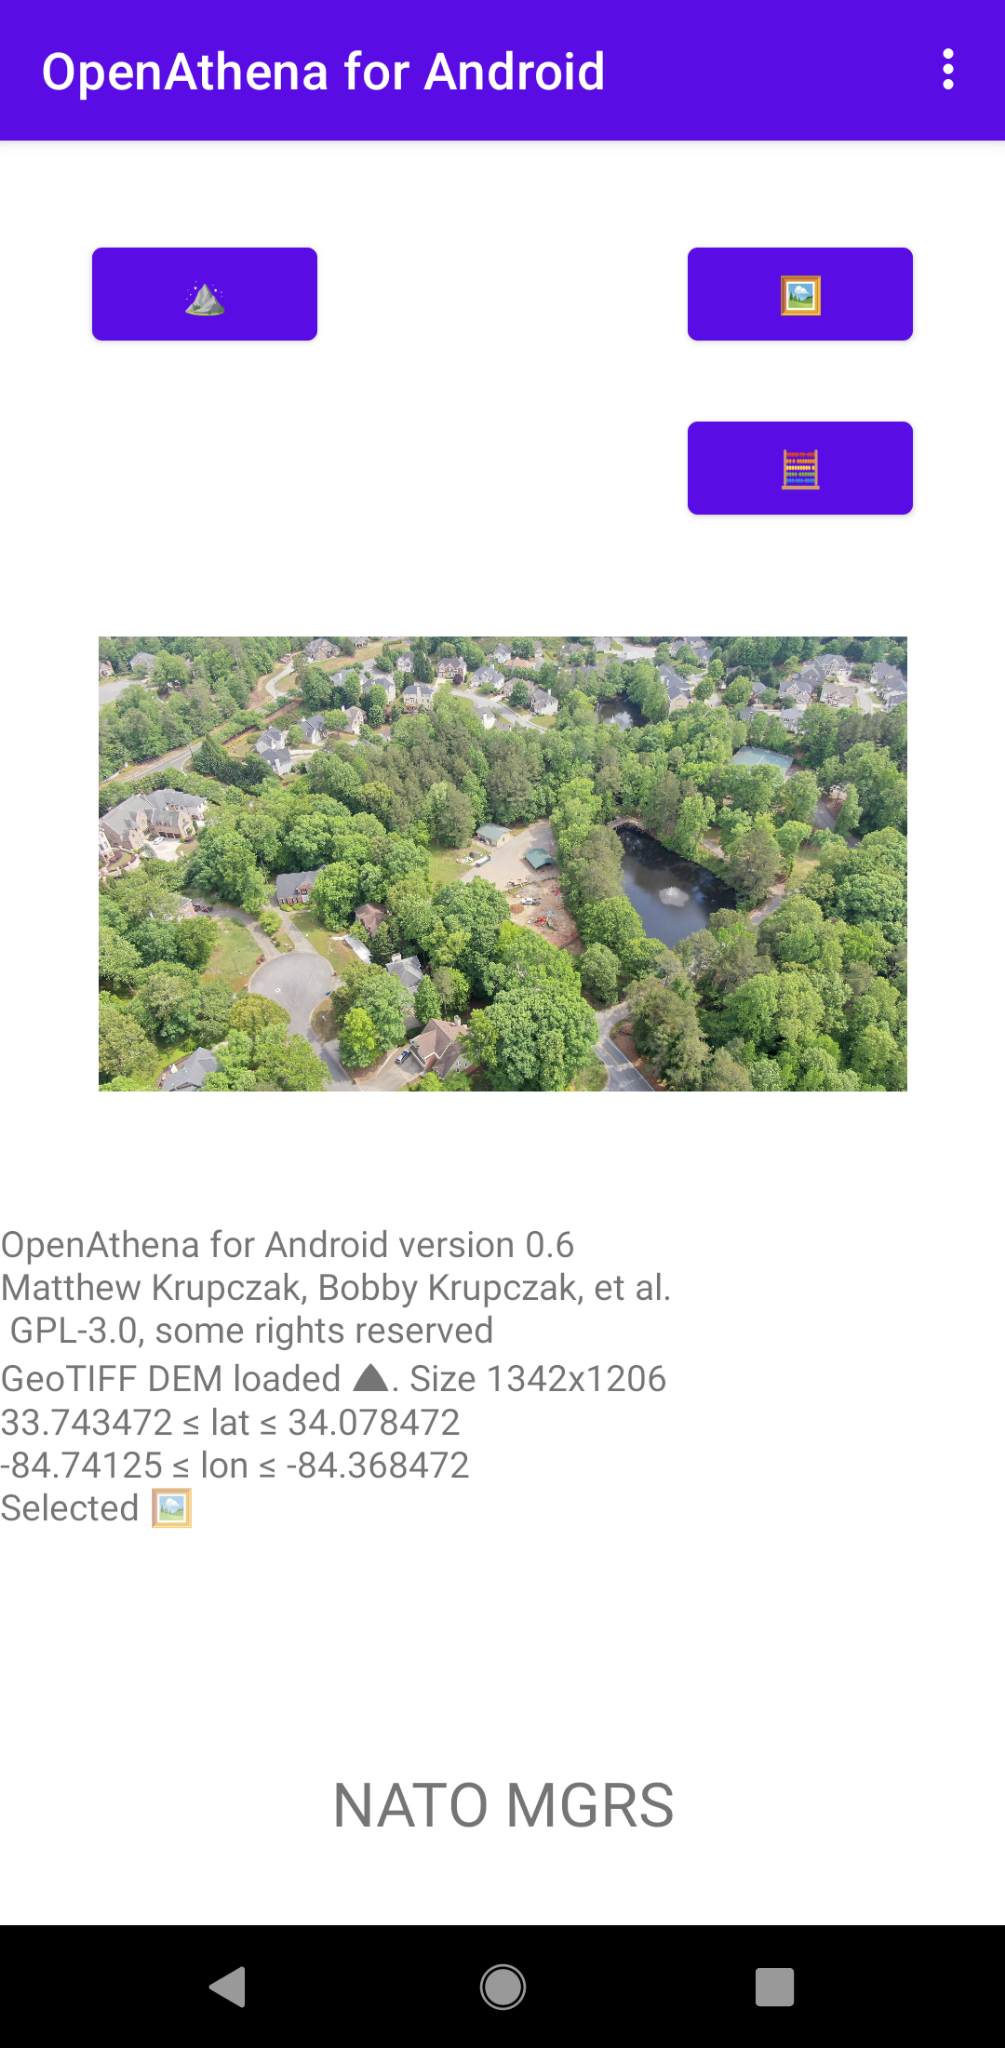 OpenAthena for Android
OpenAthena for Android version 0.6
Matthew Krupczak, Bobby Krupczak, et al.
GPL-3.0, some rights reserved
GeoTIFF DEM loaded ▲. Size 1342x1206
33.743472 ≤ lat ≤ 34.078472
-84.74125 ≤ lon ≤ -84.368472
Selected 🖼️
NATO MGRS